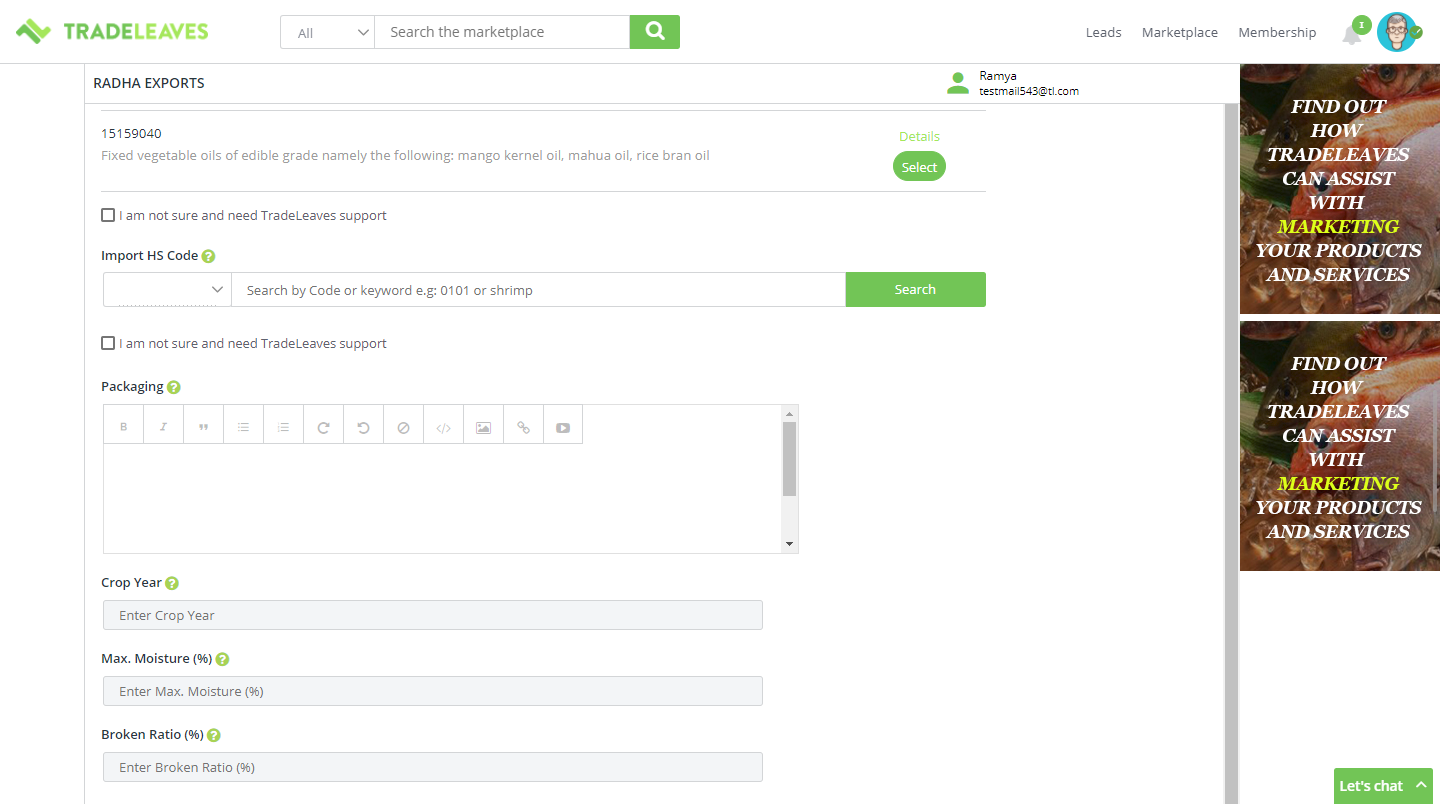 TRADELEAVES
All
Search the marketplace
Leads
Marketplace
Membership
1
RADHA EXPORTS
Ramya
testmail543@tl.com
15159040
Details
Fixed vegetable oils of edible grade namely the following: mango kernel oil, mahua oil, rice bran oil
Select
I am not sure and need TradeLeaves support
Import HS Code ?
Search by Code or keyword e.g: 0101 or shrimp
Search
I am not sure and need TradeLeaves support
Packaging ?
B I " </>
Crop Year ?
Enter Crop Year
Max. Moisture (%) ?
Enter Max. Moisture (%)
Broken Ratio (%) ?
Enter Broken Ratio (%)
FIND OUT
HOW
TRADELEAVES
CAN ASSIST
WITH
MARKETING
YOUR PRODUCTS
AND SERVICES
FIND OUT
HOW
TRADELEAVES
CAN ASSIST
WITH
MARKETING
YOUR PRODUCTS
AND SERVICES
Let's chat